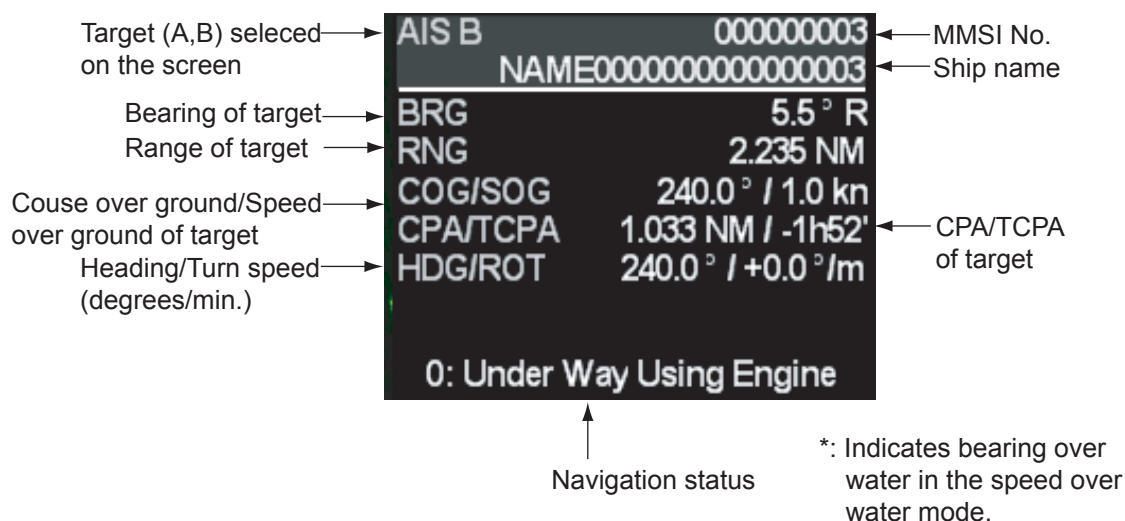 Target (A,B) seleced
on the screen
AIS B 000000003
MMSI No.
NAME0000000000000003
Ship name
Bearing of target
BRG 5.5 ° R
Range of target
RNG 2.235 NM
Couse over ground/Speed
over ground of target
COG/SOG 240.0 ° / 1.0 kn
CPA/TCPA 1.033 NM / -1h52'
CPA/TCPA
of target
Heading/Turn speed
(degrees/min.)
HDG/ROT 240.0 ° / +0.0 °/m
0: Under Way Using Engine
Navigation status
*: Indicates bearing over
water in the speed over
water mode.